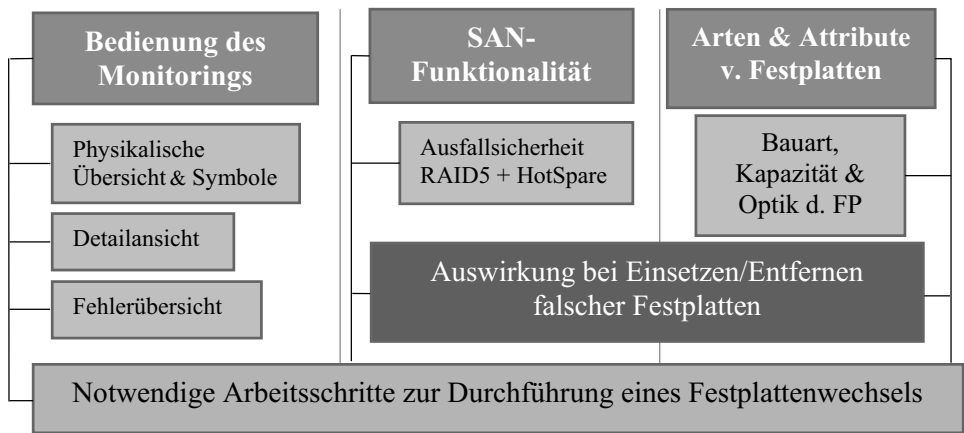 Bedienung des
Monitorings
Physikalische
Übersicht & Symbole
Detailansicht
Fehlerübersicht
SAN-
Funktionalität
Ausfallsicherheit
RAID5 + HotSpare
Arten & Attribute
v. Festplatten
Bauart,
Kapazität &
Optik d. FP
Auswirkung bei Einsetzen/Entfernen
falscher Festplatten
Notwendige Arbeitsschritte zur Durchführung eines Festplattenwechsels